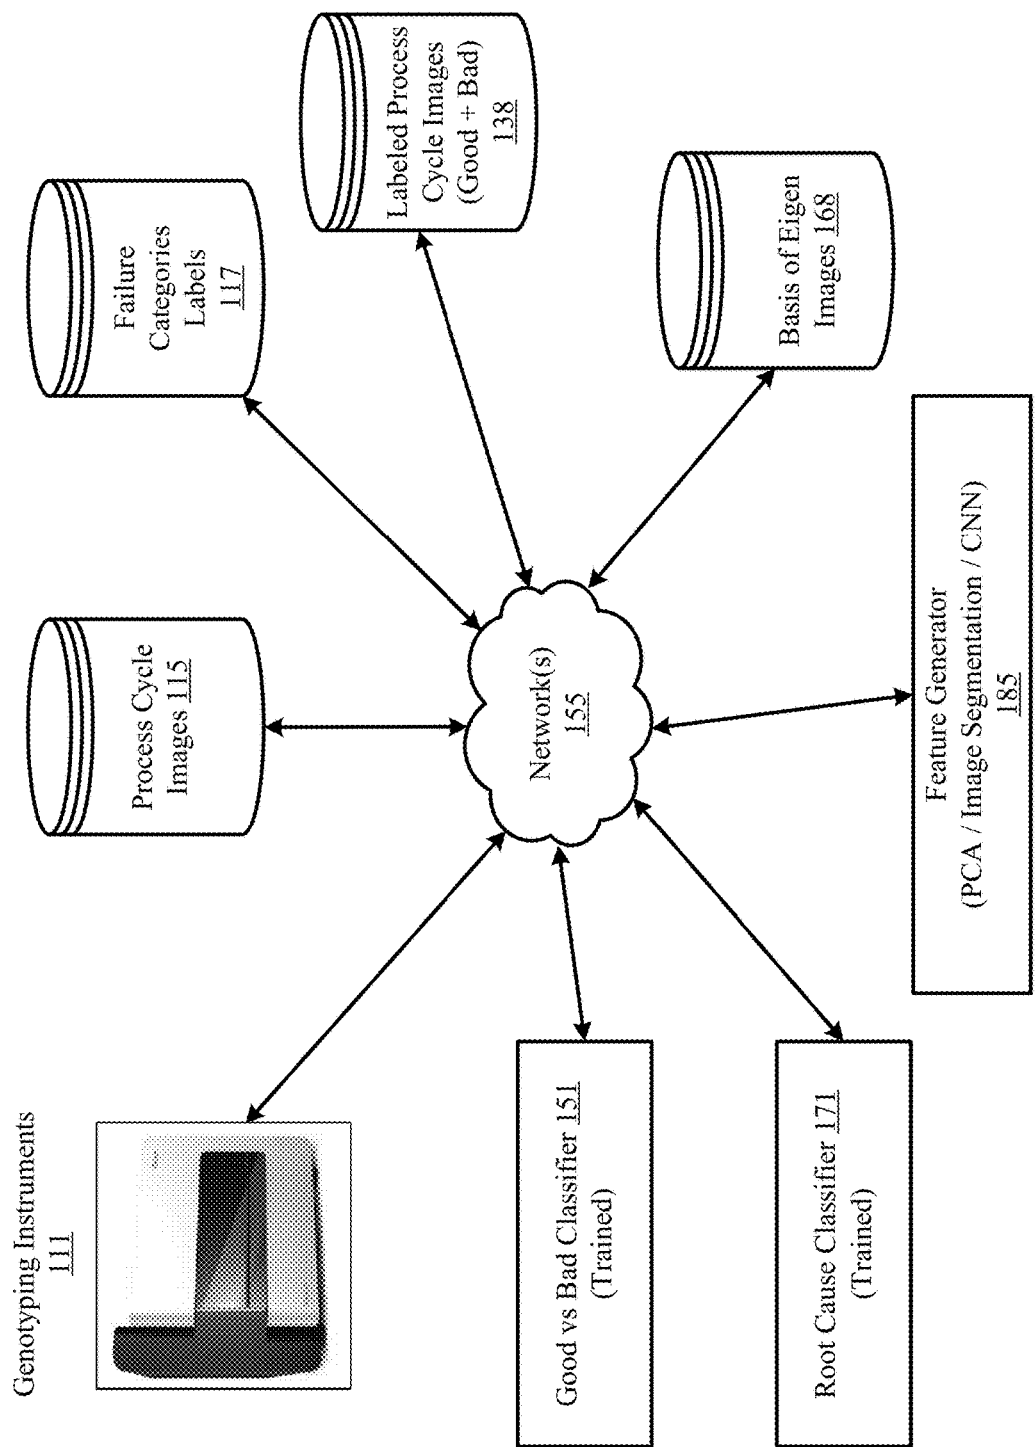 Genotyping Instruments
111
Process Cycle
Images 115
Failure
Categories
Labels
117
Labeled Process
Cycle Images
(Good + Bad)
138
Good vs Bad Classifier 151
(Trained)
Network(s)
155
Basis of Eigen
Images 168
Root Cause Classifier 171
(Trained)
Feature Generator
(PCA / Image Segmentation / CNN)
185